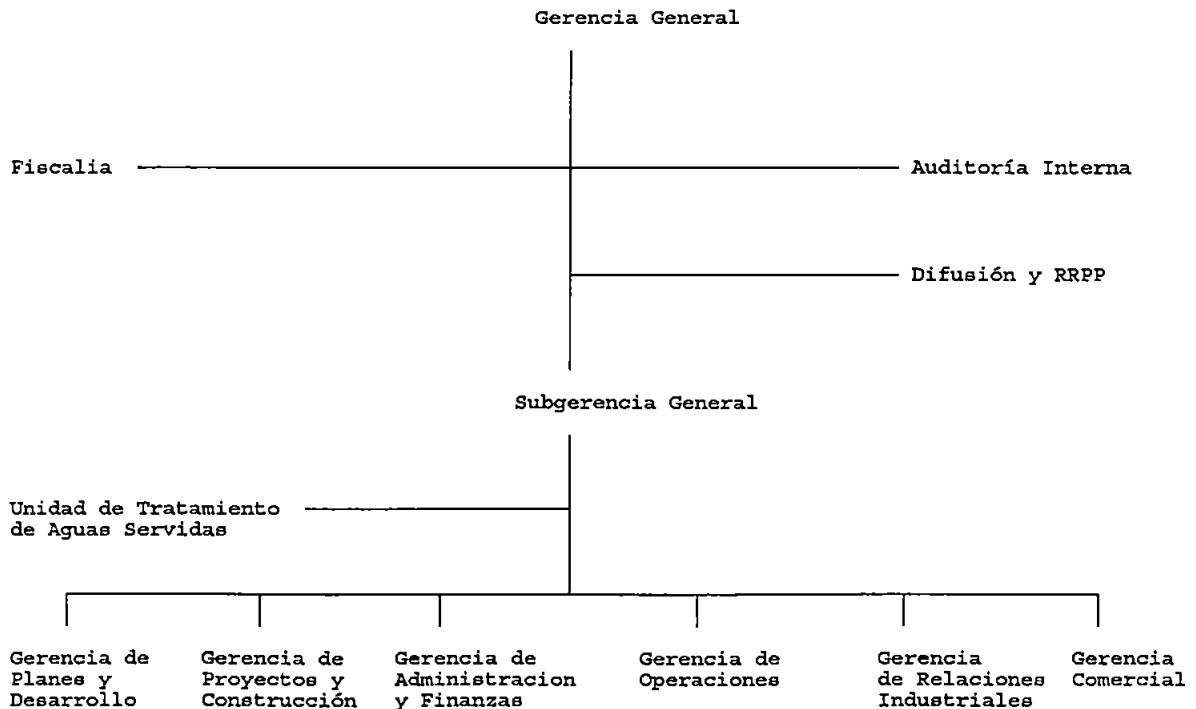 Gerencia General
Fiscalia
Auditoría Interna
Difusión y RRPP
Subgerencia General
Unidad de Tratamiento
de Aguas Servidas
Gerencia de
Planes y
Desarrollo
Gerencia de
Proyectos y
Construcción
Gerencia de
Administracion
y Finanzas
Gerencia de
Operaciones
Gerencia
de Relaciones
Industriales
Gerencia
Comercial